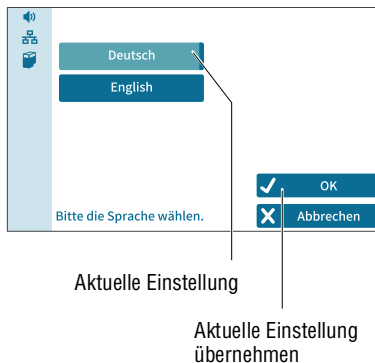 Deutsch
English
OK
Bitte die Sprache wählen.
Abbrechen
Aktuelle Einstellung
Aktuelle Einstellung
übernehmen